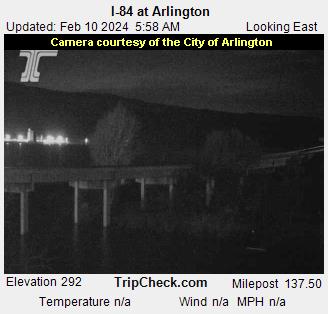 I-84 at Arlington
Updated: Feb 10 2024 5:58 AM Looking East
Camera courtesy of the City of Arlington
Elevation 292 TripCheck.com Milepost 137.50
Temperature n/a Wind n/a MPH n/a